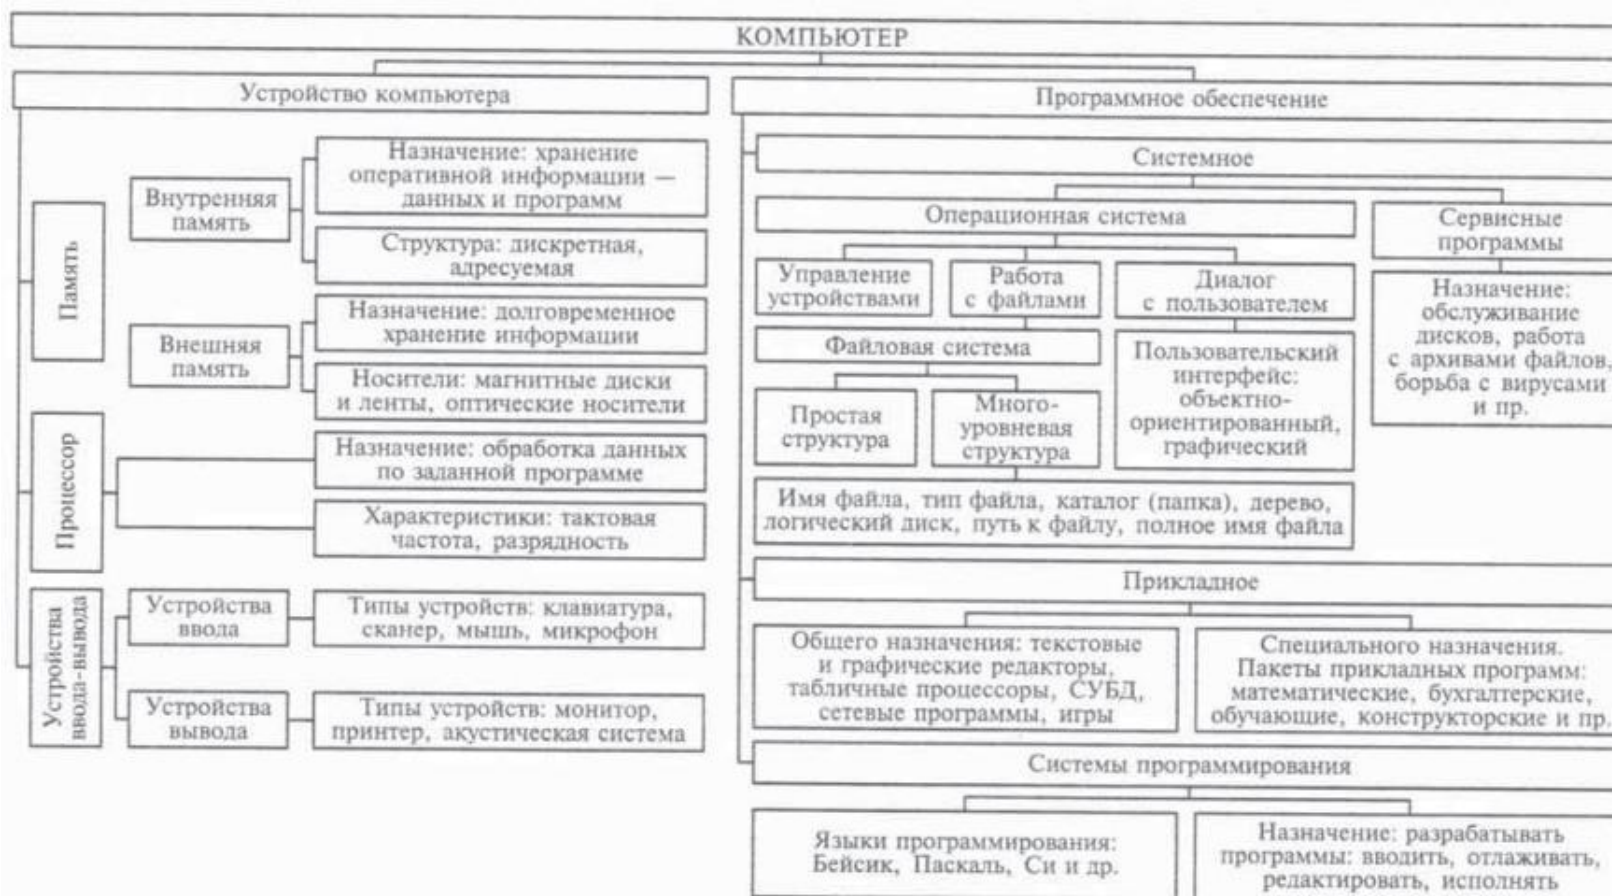 КОМПЬЮТЕР
Устройство компьютера
Память
Внутренняя
память
Назначение: хранение
оперативной информации —
данных и программ
Структура: дискретная,
адресуемая
Внешняя
память
Назначение: долговременное
хранение информации
Носители: магнитные диски
и ленты, оптические носители
Процессор
Назначение: обработка данных
по заданной программе
Характеристики: тактовая
частота, разрядность
Устройства
ввода-вывода
Устройства
ввода
Типы устройств: клавиатура,
сканер, мышь, микрофон
Устройства
вывода
Типы устройств: монитор,
принтер, акустическая система
Программное обеспечение
Системное
Операционная система
Управление
устройствами
Работа
с файлами
Диалог
с пользователем
Файловая система
Простая
структура
Много-
уровневая
структура
Пользовательский
интерфейс:
объектно-
ориентированный,
графический
Имя файла, тип файла, каталог (папка), дерево,
логический диск, путь к файлу, полное имя файла
Сервисные
программы
Назначение:
обслуживание
дисков, работа
с архивами файлов,
борьба с вирусами
и пр.
Прикладное
Общего назначения: текстовые
и графические редакторы,
табличные процессоры, СУБД,
сетевые программы, игры
Специального назначения.
Пакеты прикладных программ:
математические, бухгалтерские,
обучающие, конструкторские и пр.
Системы программирования
Языки программирования:
Бейсик, Паскаль, Си и др.
Назначение: разрабатывать
программы: вводить, отлаживать,
редактировать, исполнять